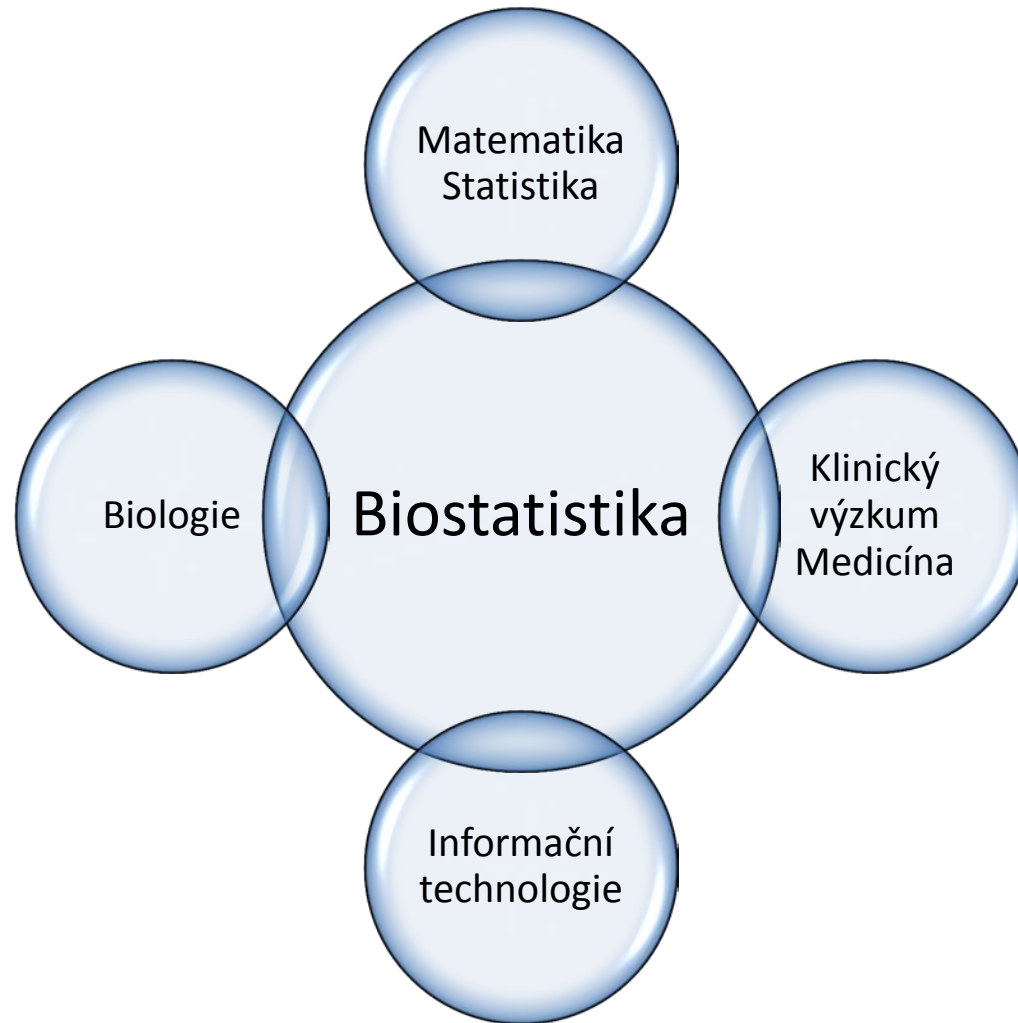 Matematika
Statistika
Biologie
Biostatistika
Klinický
výzkum
Medicína
Informační
technologie